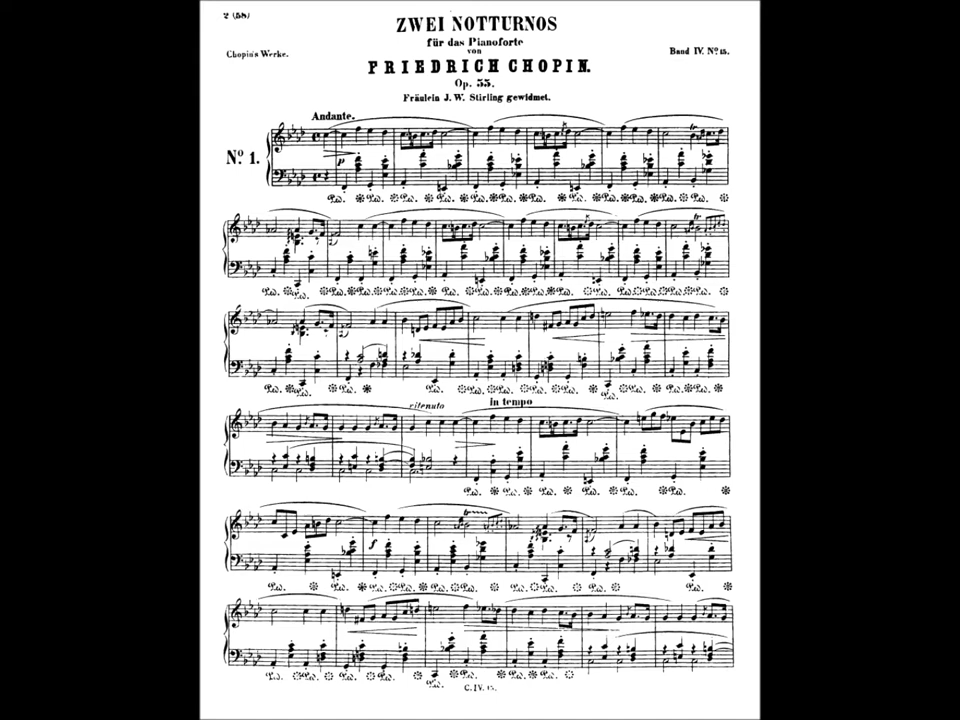 2 (58)
ZWEI NOTTURNOS
für das Pianoforte
von
Chopin's Werke.
Band IV. Nº 15.
FRIEDRICH CHOPIN.
Op. 55.
Fräulein J. W. Stirling gewidmet.
Andante.
Nº 1.
p
ritenuto
in tempo
f
C. IV. 15.